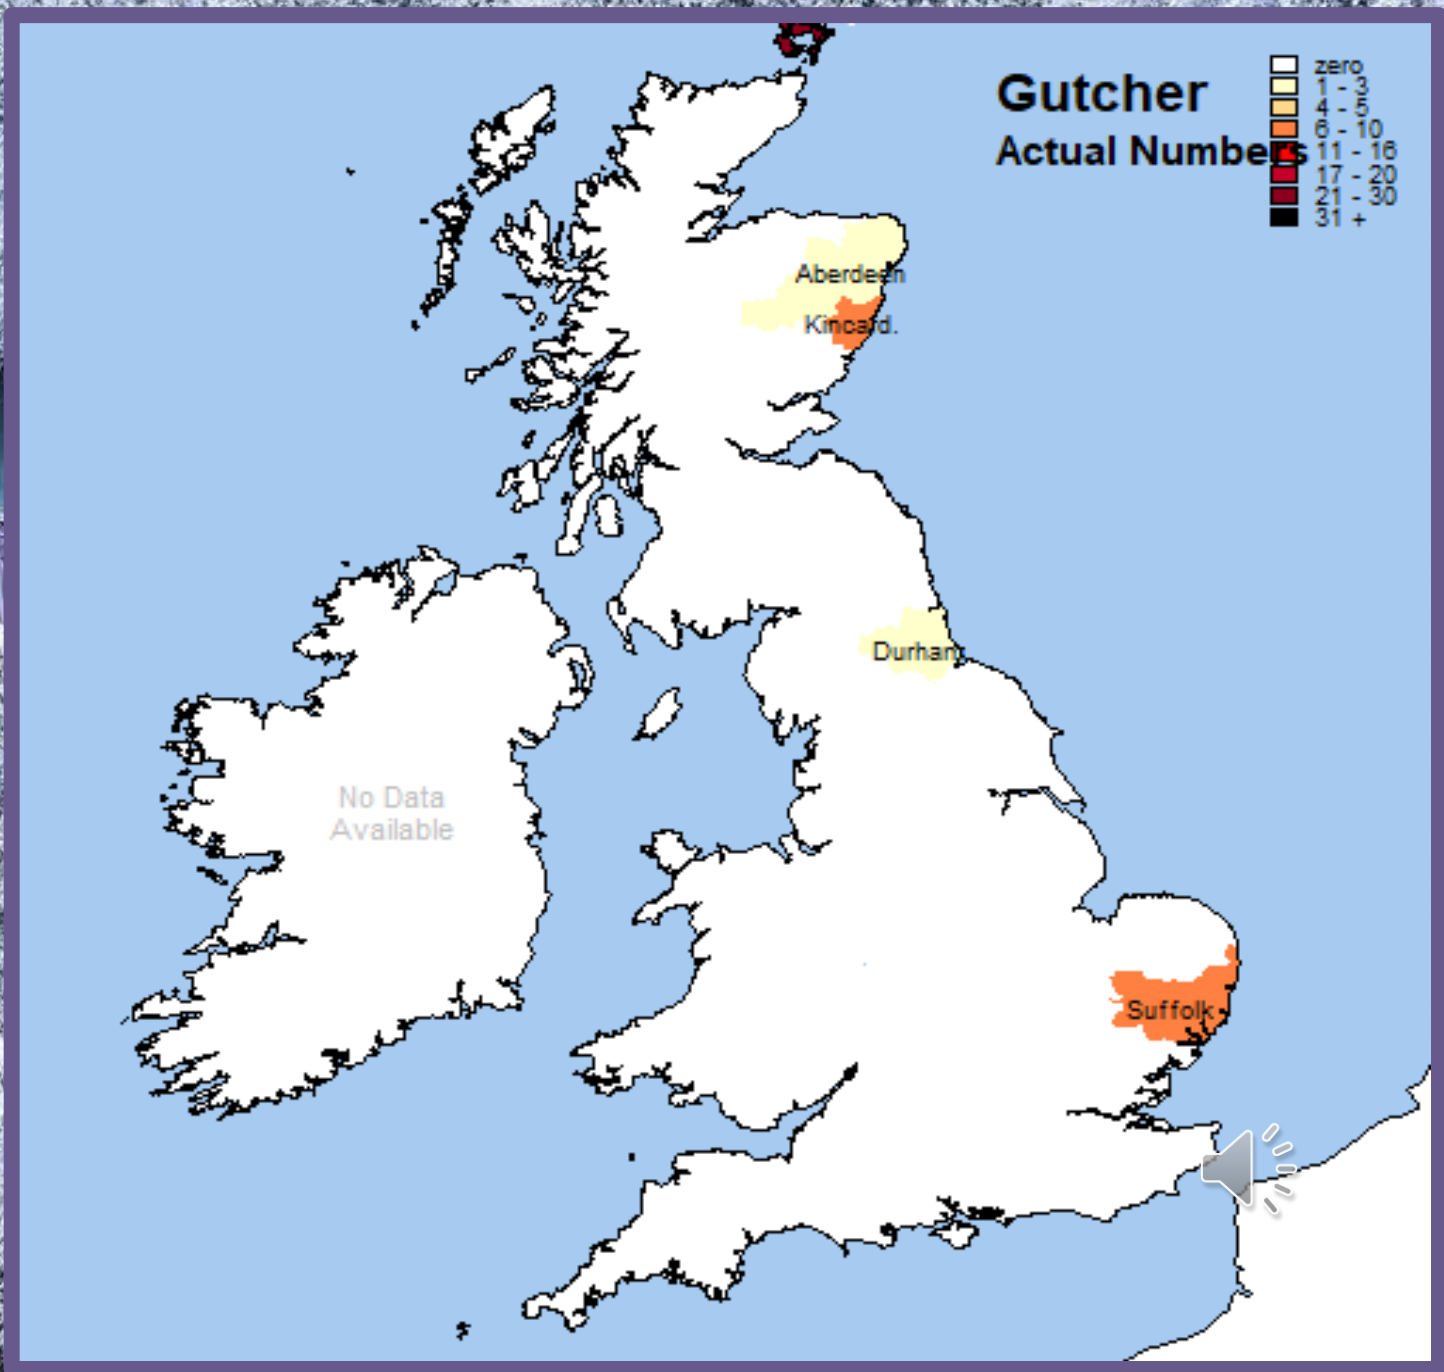 Gutcher
Actual Numbers
zero
1 - 3
4 - 5
6 - 10
11 - 16
17 - 20
21 - 30
31 +
Aberdeen
Kincard.
Durham
No Data
Available
Suffolk